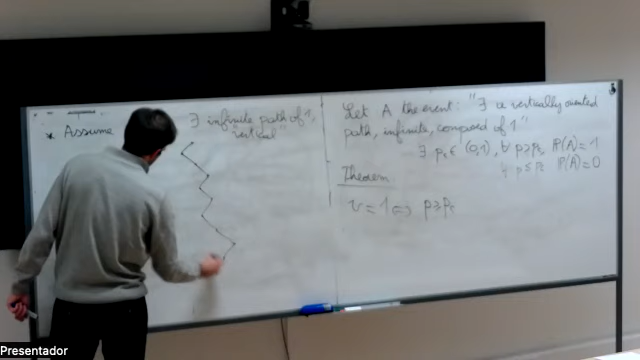 * Assume
∃ infinite path of 1,
"vertical"
Let A the event: "∃ a vertically oriented
path, infinite, composed of 1"
∃ pc ∈ (0,1), ∀ p ≥ pc, P(A) = 1
p ≤ pc P(A) = 0
Theorem
v = 1 ⇔ p ≥ pc
Presentador